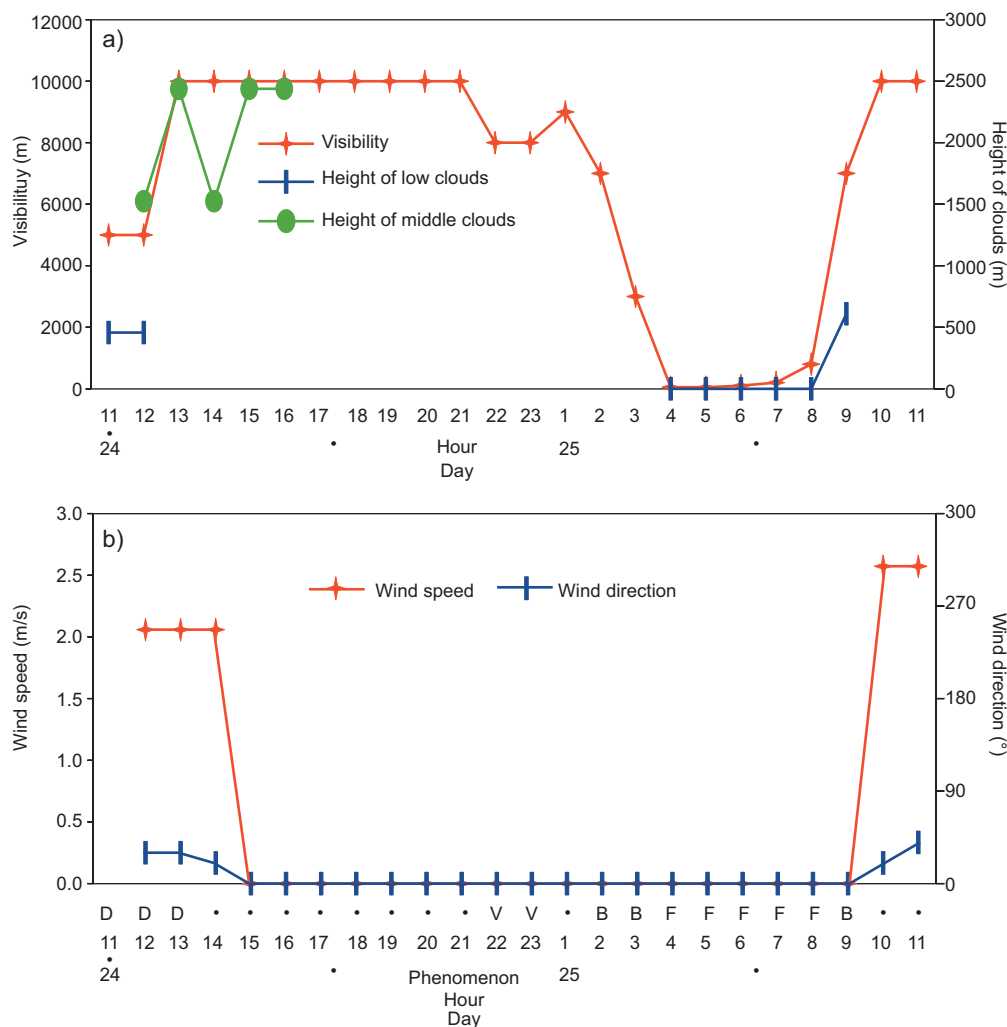 a)
12000
10000
8000
6000
4000
2000
0
Visibilituy (m)
3000
2500
2000
1500
1000
500
0
Height of clouds (m)
Visibility
Height of low clouds
Height of middle clouds
11 12 13 14 15 16 17 18 19 20 21 22 23 1 2 3 4 5 6 7 8 9 10 11
• 24 • 25 •
Hour
Day
b)
3.0
2.5
2.0
1.5
1.0
0.5
0.0
Wind speed (m/s)
300
270
180
90
0
Wind direction (°)
Wind speed
Wind direction
D D D • • • • • • • • V V • B B F F F F F B • •
11 12 13 14 15 16 17 18 19 20 21 22 23 1 2 3 4 5 6 7 8 9 10 11
• 24 • 25 •
Phenomenon
Hour
Day